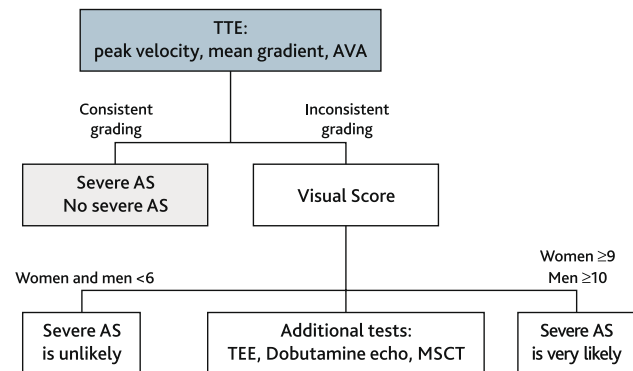 TTE:
peak velocity, mean gradient, AVA
Consistent
grading
Inconsistent
grading
Severe AS
No severe AS
Visual Score
Women and men <6
Women ≥9
Men ≥10
Severe AS
is unlikely
Additional tests:
TEE, Dobutamine echo, MSCT
Severe AS
is very likely